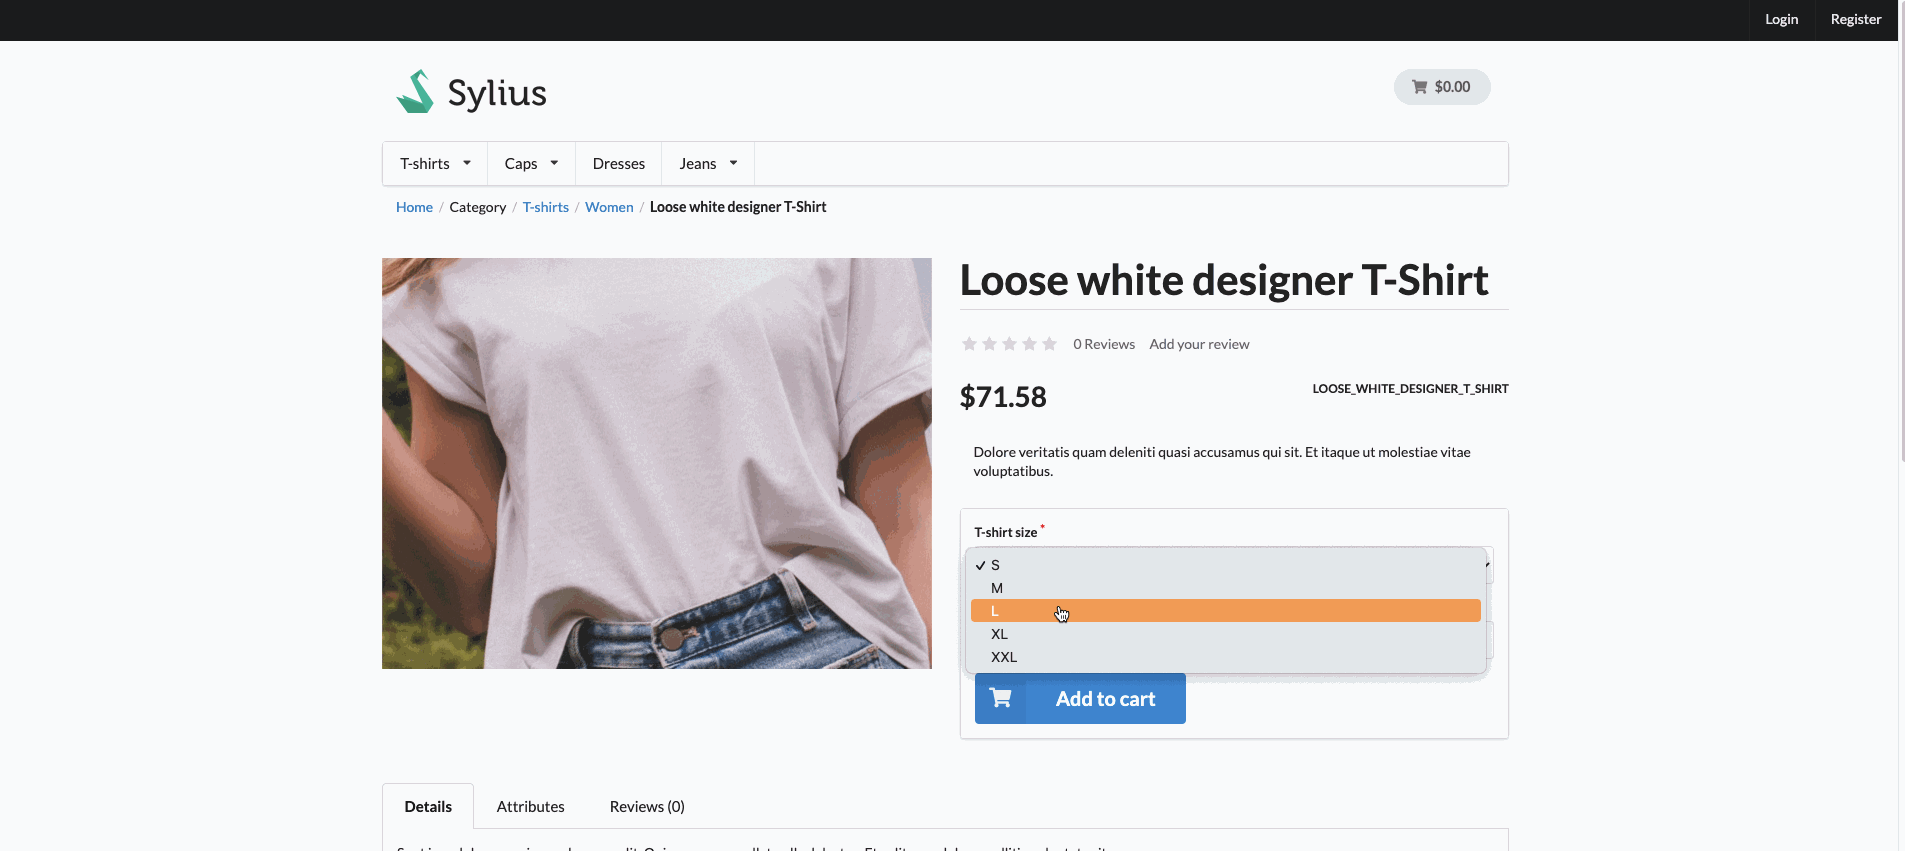 Login Register
Sylius
$0.00
T-shirts Caps Dresses Jeans
Home / Category / T-shirts / Women / Loose white designer T-Shirt
Loose white designer T-Shirt
0 Reviews Add your review
$71.58 LOOSE_WHITE_DESIGNER_T_SHIRT
Dolore veritatis quam deleniti quasi accusamus qui sit. Et itaque ut molestiae vitae
voluptatibus.
T-shirt size *
S
M
L
XL
XXL
Add to cart
Details Attributes Reviews (0)